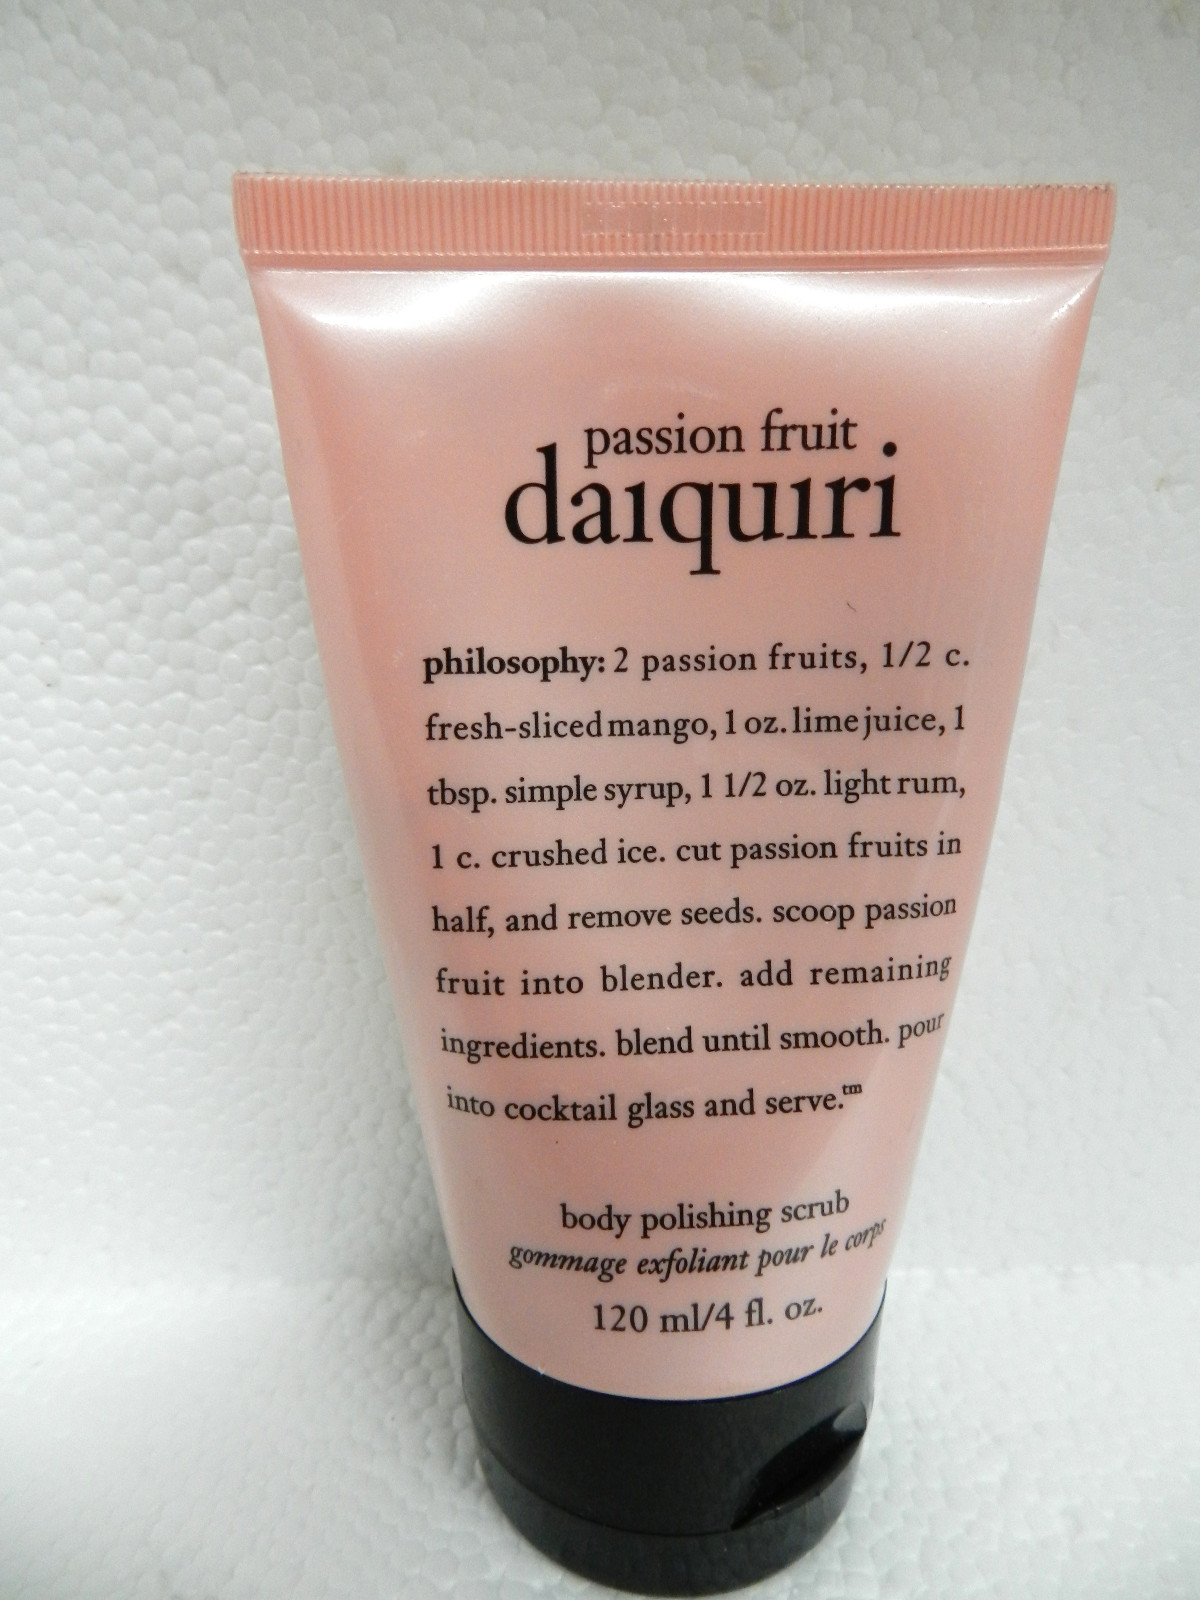 passion fruit
daiquiri
philosophy: 2 passion fruits, 1/2 c.
fresh-sliced mango, 1 oz. lime juice, 1
tbsp. simple syrup, 1 1/2 oz. light rum,
1 c. crushed ice. cut passion fruits in
half, and remove seeds. scoop passion
fruit into blender. add remaining
ingredients. blend until smooth. pour
into cocktail glass and serve.™
body polishing scrub
gommage exfoliant pour le corps
120 ml/4 fl. oz.